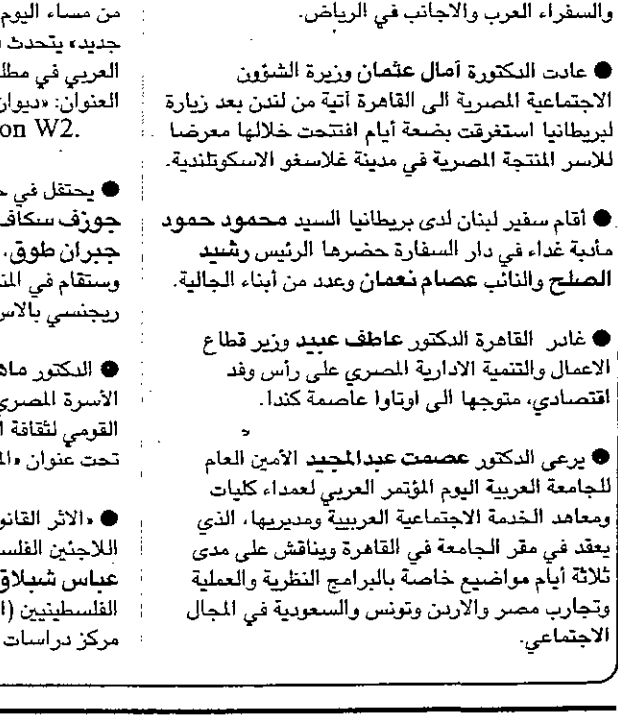 والسفراء العرب والاجانب في الرياض.
● عادت الدكتورة آمال عثمان وزيرة الشؤون
الاجتماعية المصرية الى القاهرة آتية من لندن بعد زيارة
لبريطانيا استغرقت بضعة أيام افتتحت خلالها معرضا
للاسر المنتجة المصرية في مدينة غلاسغو الاسكوتلندية.
● أقام سفير لبنان لدى بريطانيا السيد محمود حمود
مأدبة غداء في دار السفارة حضرها الرئيس رشيد
الصلح والنائب عصام نعمان وعدد من أبناء الجالية.
● غادر القاهرة الدكتور عاطف عبيد وزير قطاع
الاعمال والتنمية الادارية المصري على رأس وفد
اقتصادي، متوجها الى اوتاوا عاصمة كندا.
● يرعى الدكتور عصمت عبدالمجيد الأمين العام
للجامعة العربية اليوم المؤتمر العربي لعمداء كليات
ومعاهد الخدمة الاجتماعية العربيية ومديريها، الذي
يعقد في مقر الجامعة في القاهرة ويناقش على مدى
ثلاثة أيام مواضيع خاصة بالبرامج النظرية والعملية
وتجارب مصر والاردن وتونس والسعودية في المجال
الاجتماعي.
من مساء اليوم
جديد» يتحدث
العربي في مطل
العنوان: «ديوان
on W2.
● يحتفل في
جوزف سكاف
جبران طوق.
وستقام في المن
ريجنسي بالاس
● الدكتور ماه
الأسرة المصري
القومي لثقافة ا
تحت عنوان «الم
● «الاثر القانو
اللاجئين الفلس
عباس شبلاق
الفلسطينيين (ا
مركز دراسات